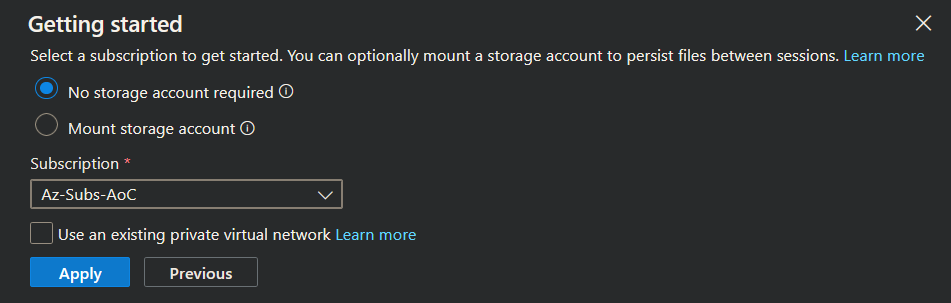 Getting started
Select a subscription to get started. You can optionally mount a storage account to persist files between sessions. Learn more
No storage account required
Mount storage account
Subscription *
Az-Subs-AoC
Use an existing private virtual network Learn more
Apply Previous